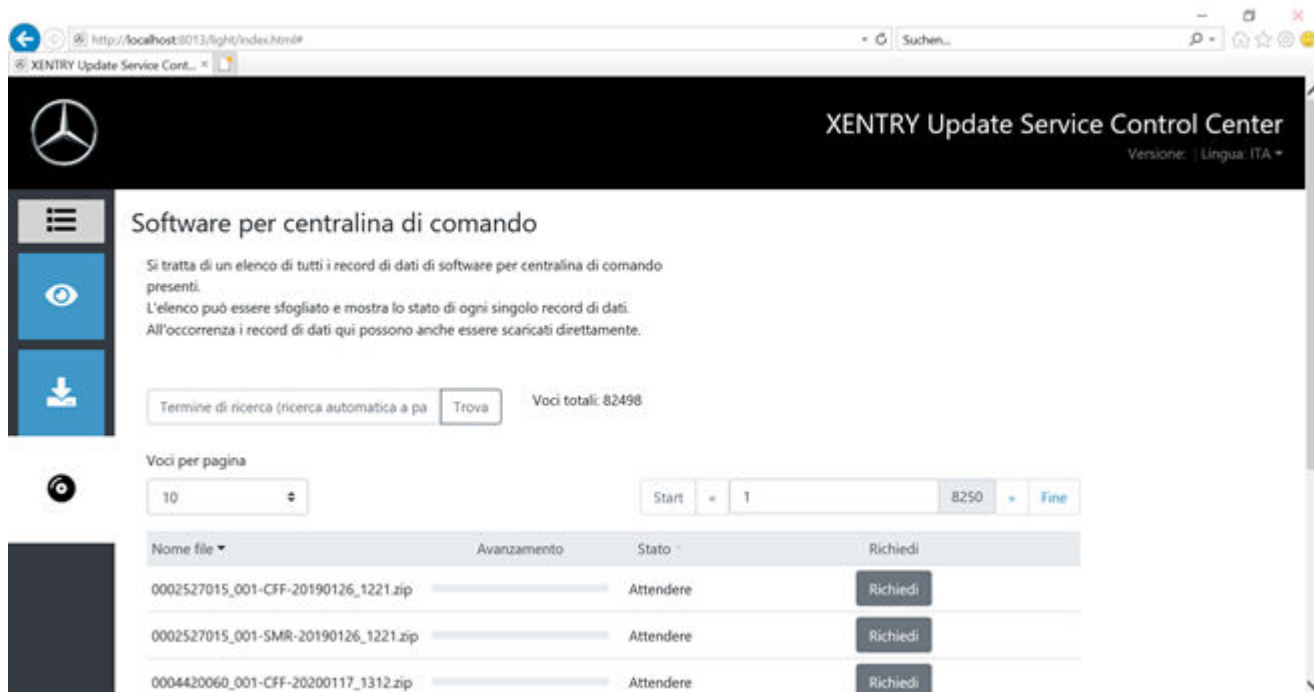 http://localhost:8013/light/index.html#
Suchen...
XENTRY Update Service Cont...
XENTRY Update Service Control Center
Versione: | Lingua: ITA
Software per centralina di comando
Si tratta di un elenco di tutti i record di dati di software per centralina di comando
presenti.
L'elenco può essere sfogliato e mostra lo stato di ogni singolo record di dati.
All'occorrenza i record di dati qui possono anche essere scaricati direttamente.
Termine di ricerca (ricerca automatica a pa Trova Voci totali: 82498
Voci per pagina
10 Start « 1 8250 » Fine
Nome file Avanzamento Stato Richiedi
0002527015_001-CFF-20190126_1221.zip Attendere Richiedi
0002527015_001-SMR-20190126_1221.zip Attendere Richiedi
0004420060_001-CFF-20200117_1312.zip Attendere Richiedi